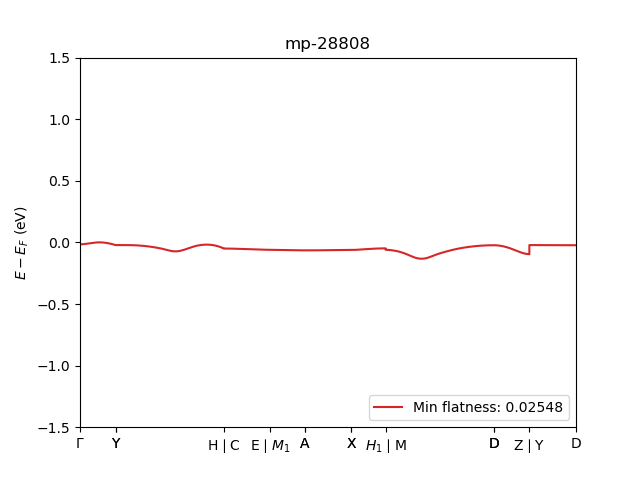 mp-28808
1.5
1.0
0.5
0.0
−0.5
−1.0
−1.5
E − E_F (eV)
Min flatness: 0.02548
Γ Y H | C E | M₁ A X H₁ | M D Z | Y D